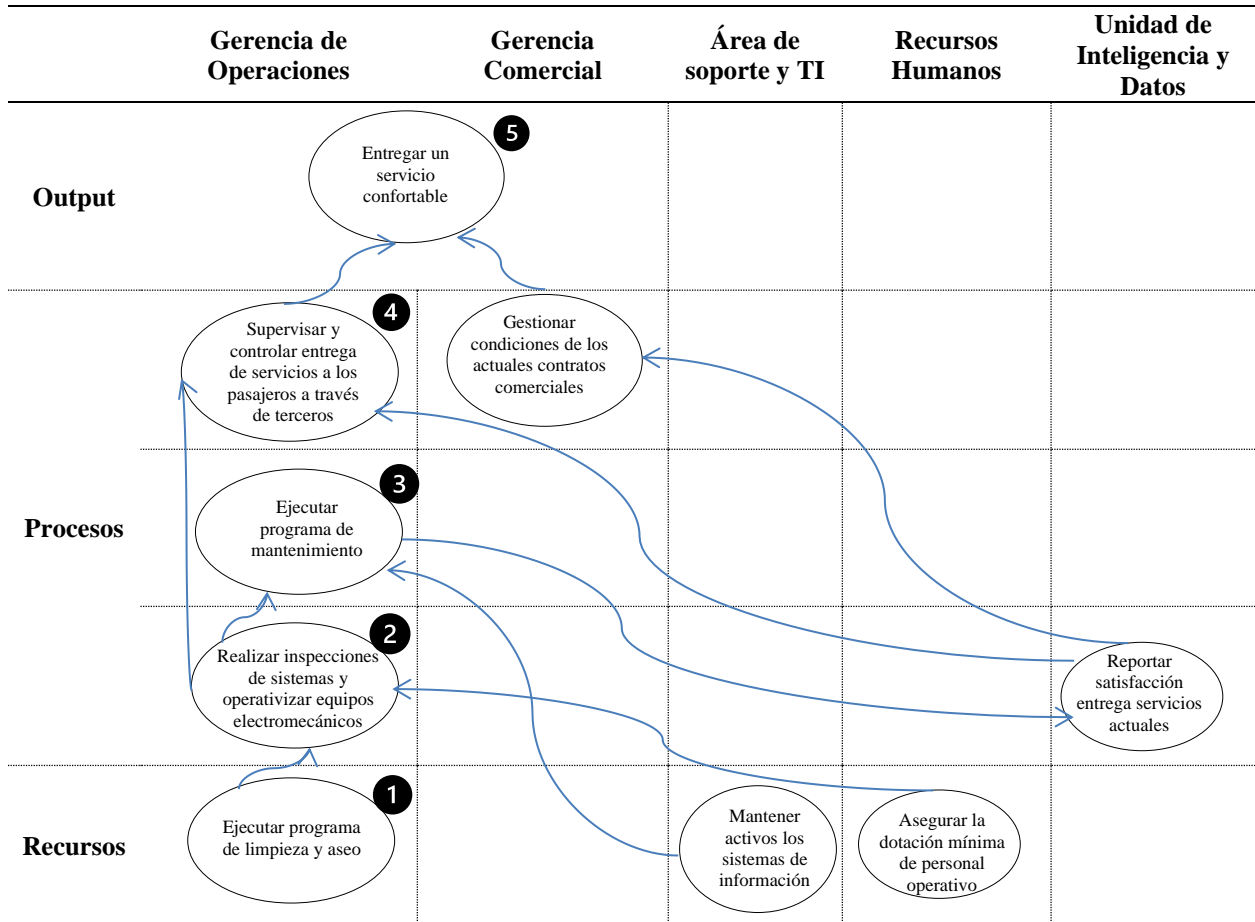 Gerencia de
Operaciones
Gerencia
Comercial
Área de
soporte y TI
Recursos
Humanos
Unidad de
Inteligencia y
Datos
Output
5
Entregar un
servicio
confortable
4
Supervisar y
controlar entrega
de servicios a los
pasajeros a través
de terceros
Gestionar
condiciones de los
actuales contratos
comerciales
Procesos
3
Ejecutar
programa de
mantenimiento
2
Realizar inspecciones
de sistemas y
operativizar equipos
electromecánicos
Reportar
satisfacción
entrega servicios
actuales
Recursos
1
Ejecutar programa
de limpieza y aseo
Mantener
activos los
sistemas de
información
Asegurar la
dotación mínima
de personal
operativo